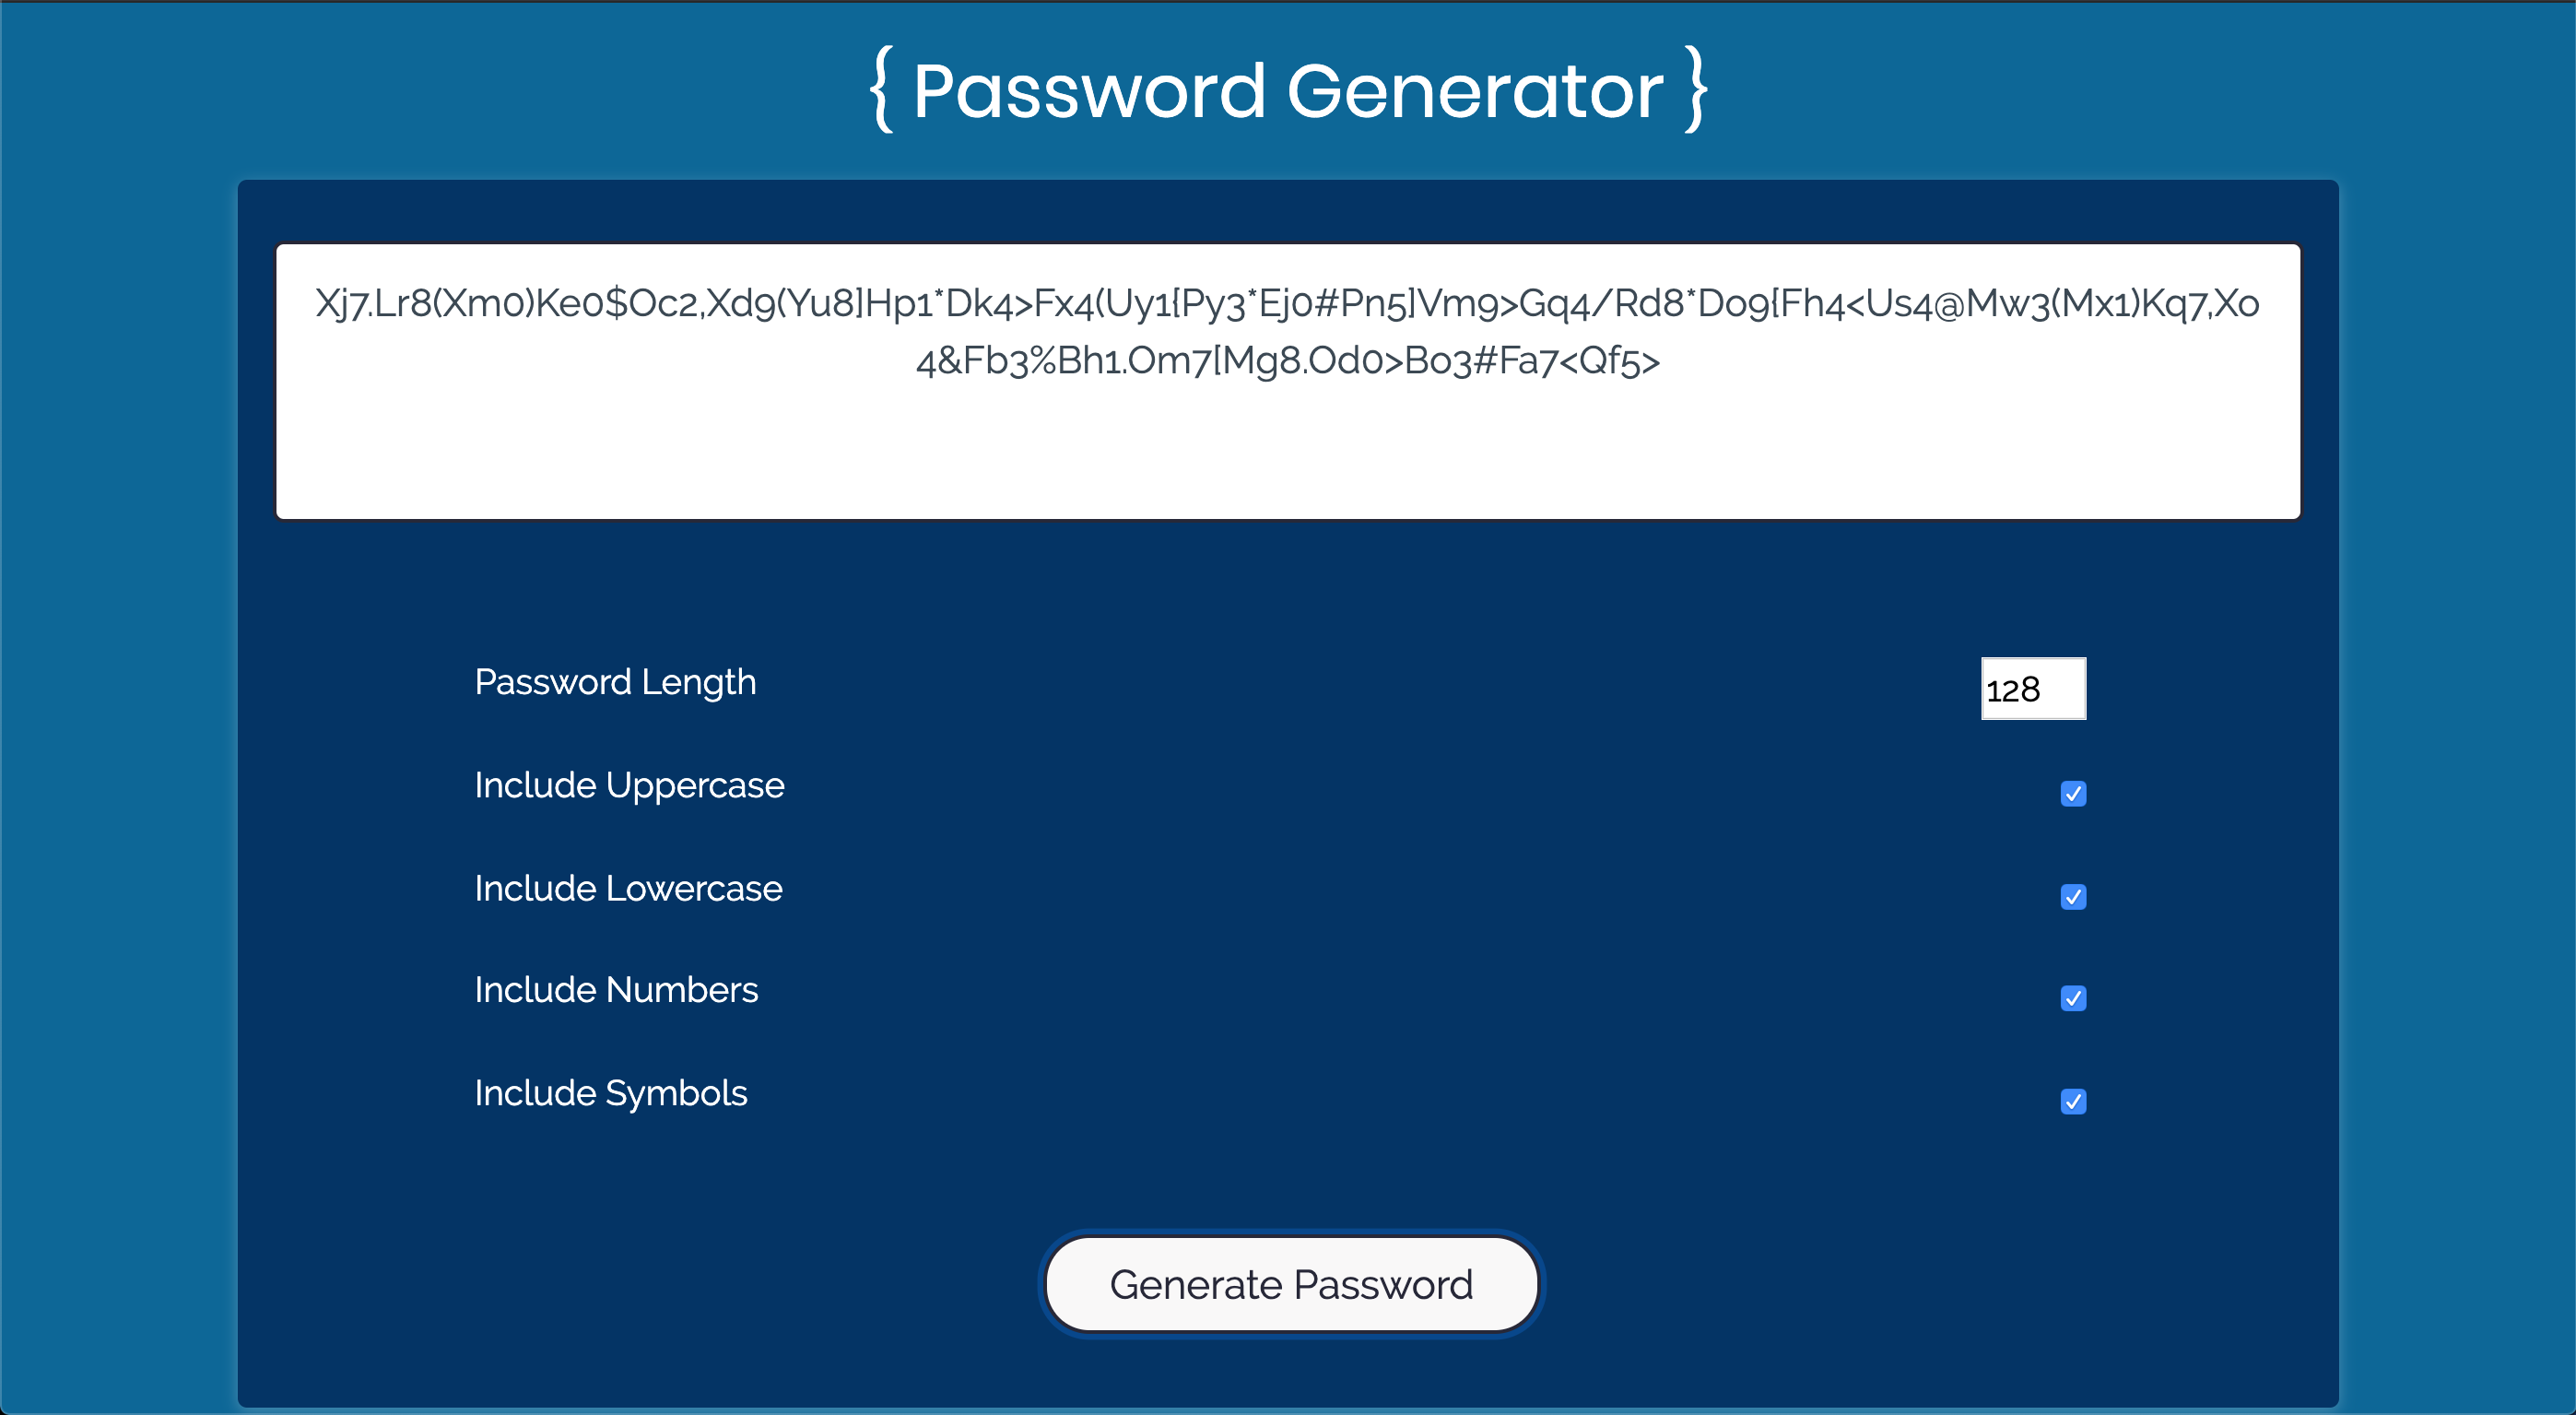 { Password Generator }
Xj7.Lr8(Xm0)Ke0$Oc2,Xd9(Yu8]Hp1*Dk4>Fx4(Uy1{Py3*Ej0#Pn5]Vm9>Gq4/Rd8*Do9{Fh4<Us4@Mw3(Mx1)Kq7,Xo
4&Fb3%Bh1.Om7[Mg8.Od0>Bo3#Fa7<Qf5>
Password Length
128
Include Uppercase
Include Lowercase
Include Numbers
Include Symbols
Generate Password